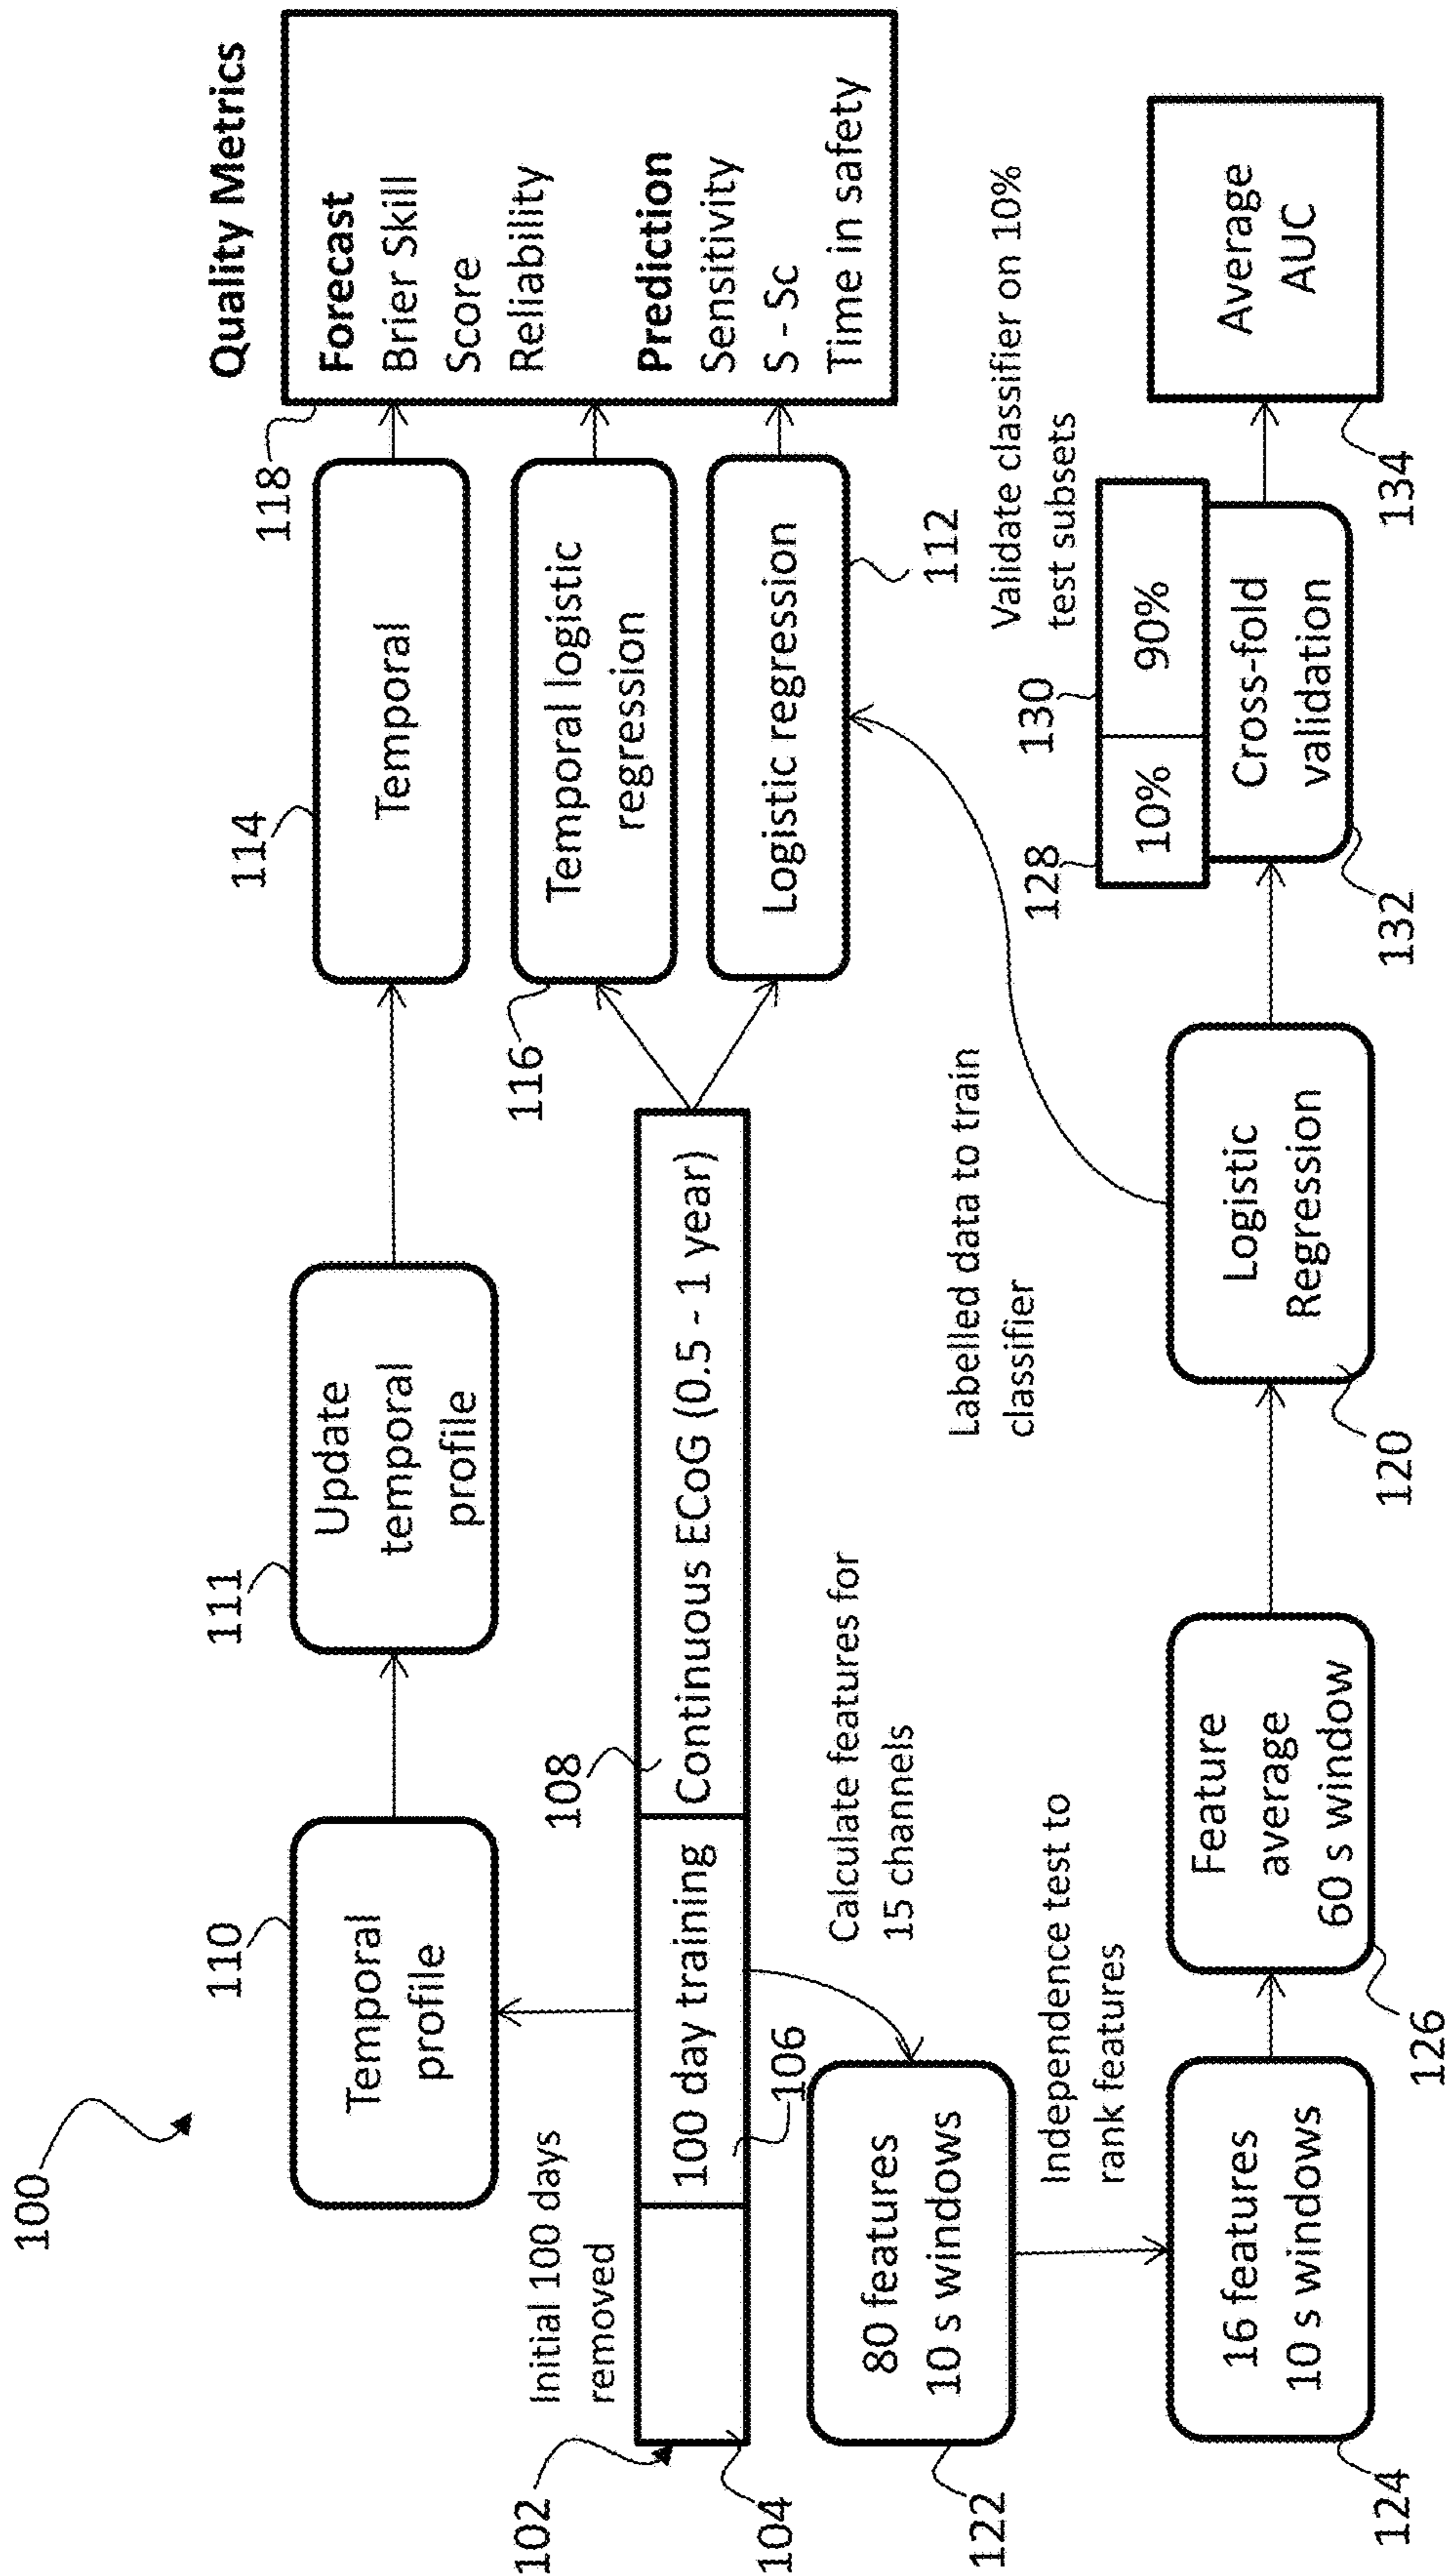 100
110
Temporal
profile
111
Update
temporal
profile
114
Temporal
118
Quality Metrics
Forecast
Brier Skill
Score
Reliability
Prediction
Sensitivity
S - Sc
Time in safety
102
Initial 100 days
removed
104
100 day training
106
108
Continuous ECoG (0.5 - 1 year)
116
Temporal logistic
regression
Logistic regression
112
Calculate features for
15 channels
Labelled data to train
classifier
Validate classifier on 10%
test subsets
122
80 features
10 s windows
Independence test to
rank features
124
16 features
10 s windows
126
Feature
average
60 s window
120
Logistic
Regression
128
10%
130
90%
132
Cross-fold
validation
134
Average
AUC